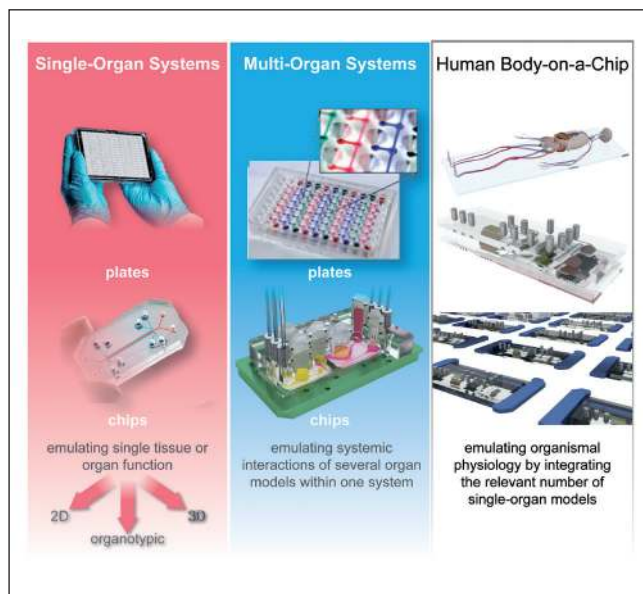 Single-Organ Systems
plates
chips
emulating single tissue or
organ function
2D
organotypic
3D
Multi-Organ Systems
plates
chips
emulating systemic
interactions of several organ
models within one system
Human Body-on-a-Chip
emulating organismal
physiology by integrating
the relevant number of
single-organ models